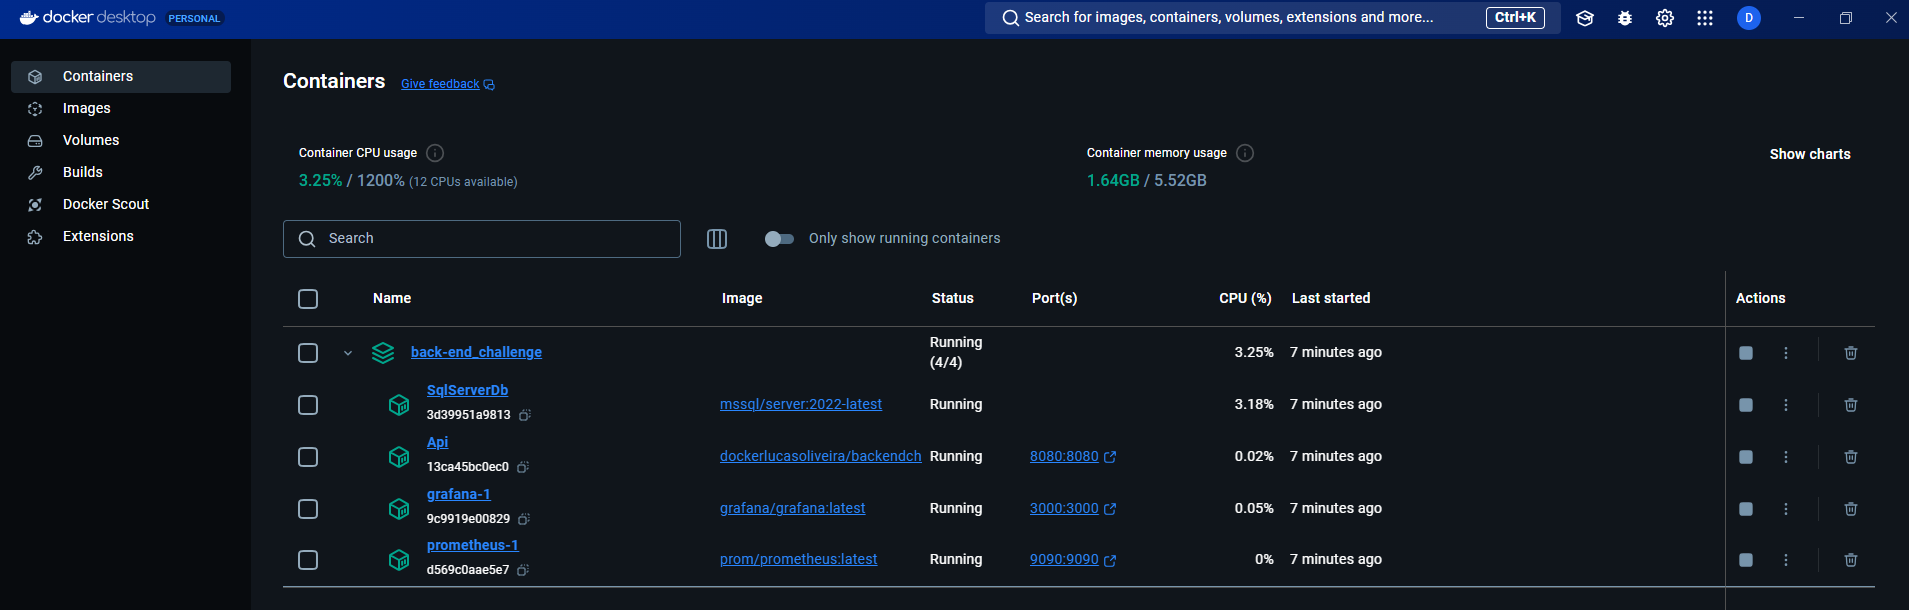 docker desktop PERSONAL
Search for images, containers, volumes, extensions and more... Ctrl+K
D
Containers
Images
Volumes
Builds
Docker Scout
Extensions
Containers Give feedback
Container CPU usage
3.25% / 1200% (12 CPUs available)
Container memory usage
1.64GB / 5.52GB
Show charts
Search
Only show running containers
Name Image Status Port(s) CPU (%) Last started Actions
back-end_challenge Running (4/4) 3.25% 7 minutes ago
SqlServerDb
3d39951a9813 mssql/server:2022-latest Running 3.18% 7 minutes ago
Api
13ca45bc0ec0 dockerlucasoliveira/backendch Running 8080:8080 0.02% 7 minutes ago
grafana-1
9c9919e00829 grafana/grafana:latest Running 3000:3000 0.05% 7 minutes ago
prometheus-1
d569c0aae5e7 prom/prometheus:latest Running 9090:9090 0% 7 minutes ago